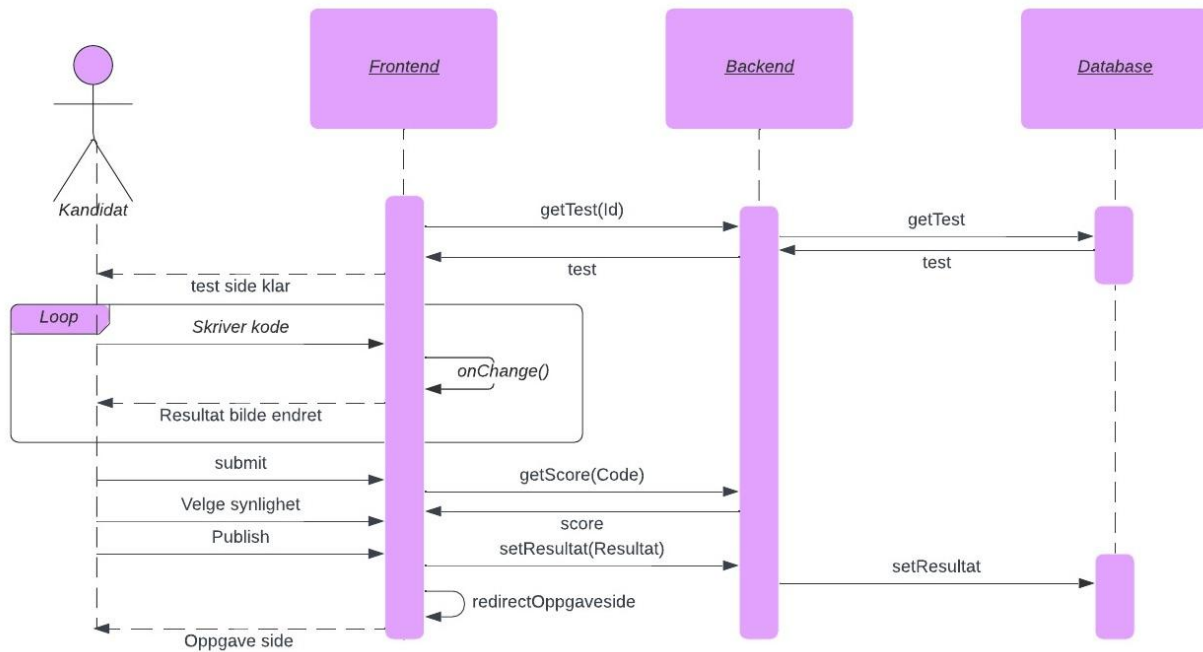 Frontend
Backend
Database
Kandidat
getTest(Id)
getTest
test
test
test side klar
Loop
Skriver kode
onChange()
Resultat bilde endret
submit
getScore(Code)
Velge synlighet
score
Publish
setResultat(Resultat)
setResultat
redirectOppgaveside
Oppgave side